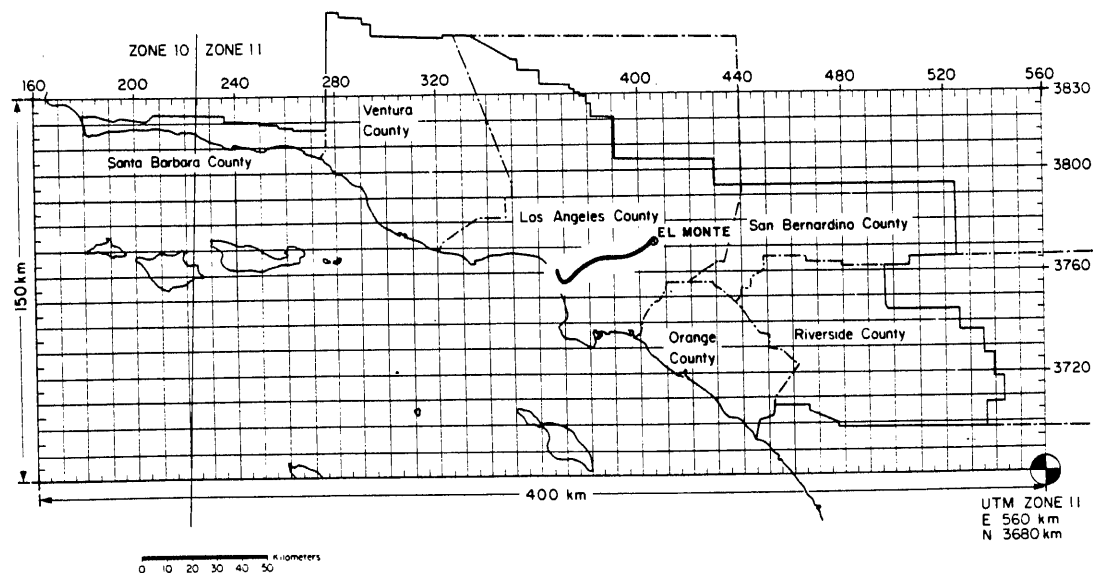 ZONE 10 ZONE 11
160 200 240 280 320 400 440 480 520 560
3830
Ventura
County
Santa Barbara County
3800
Los Angeles County
San Bernardino County
EL MONTE
3760
150 km
Orange
County
Riverside County
3720
400 km
UTM ZONE 11
E 560 km
N 3680 km
Kilometers
0 10 20 30 40 50